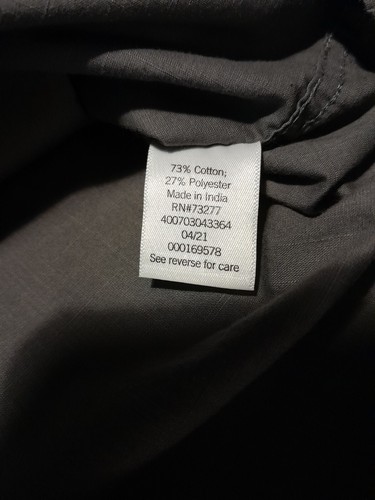 73% Cotton;
27% Polyester
Made in India
RN#73277
400703043364
04/21
000169578
See reverse for care